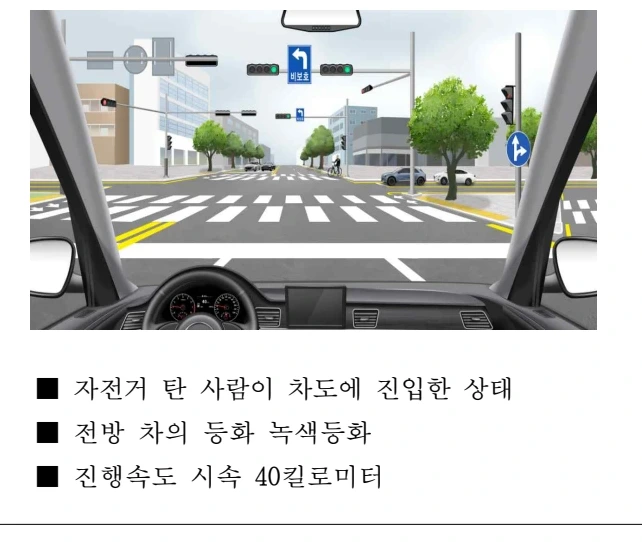 비보호
■ 자전거 탄 사람이 차도에 진입한 상태
■ 전방 차의 등화 녹색등화
■ 진행속도 시속 40킬로미터